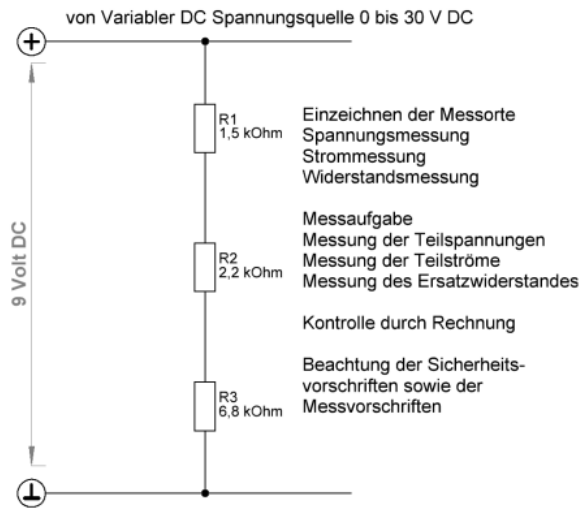 von Variabler DC Spannungsquelle 0 bis 30 V DC
+
R1
1,5 kOhm
Einzeichnen der Messorte
Spannungsmessung
Strommessung
Widerstandsmessung
9 Volt DC
R2
2,2 kOhm
Messaufgabe
Messung der Teilspannungen
Messung der Teilströme
Messung des Ersatzwiderstandes
Kontrolle durch Rechnung
R3
6,8 kOhm
Beachtung der Sicherheits-
vorschriften sowie der
Messvorschriften